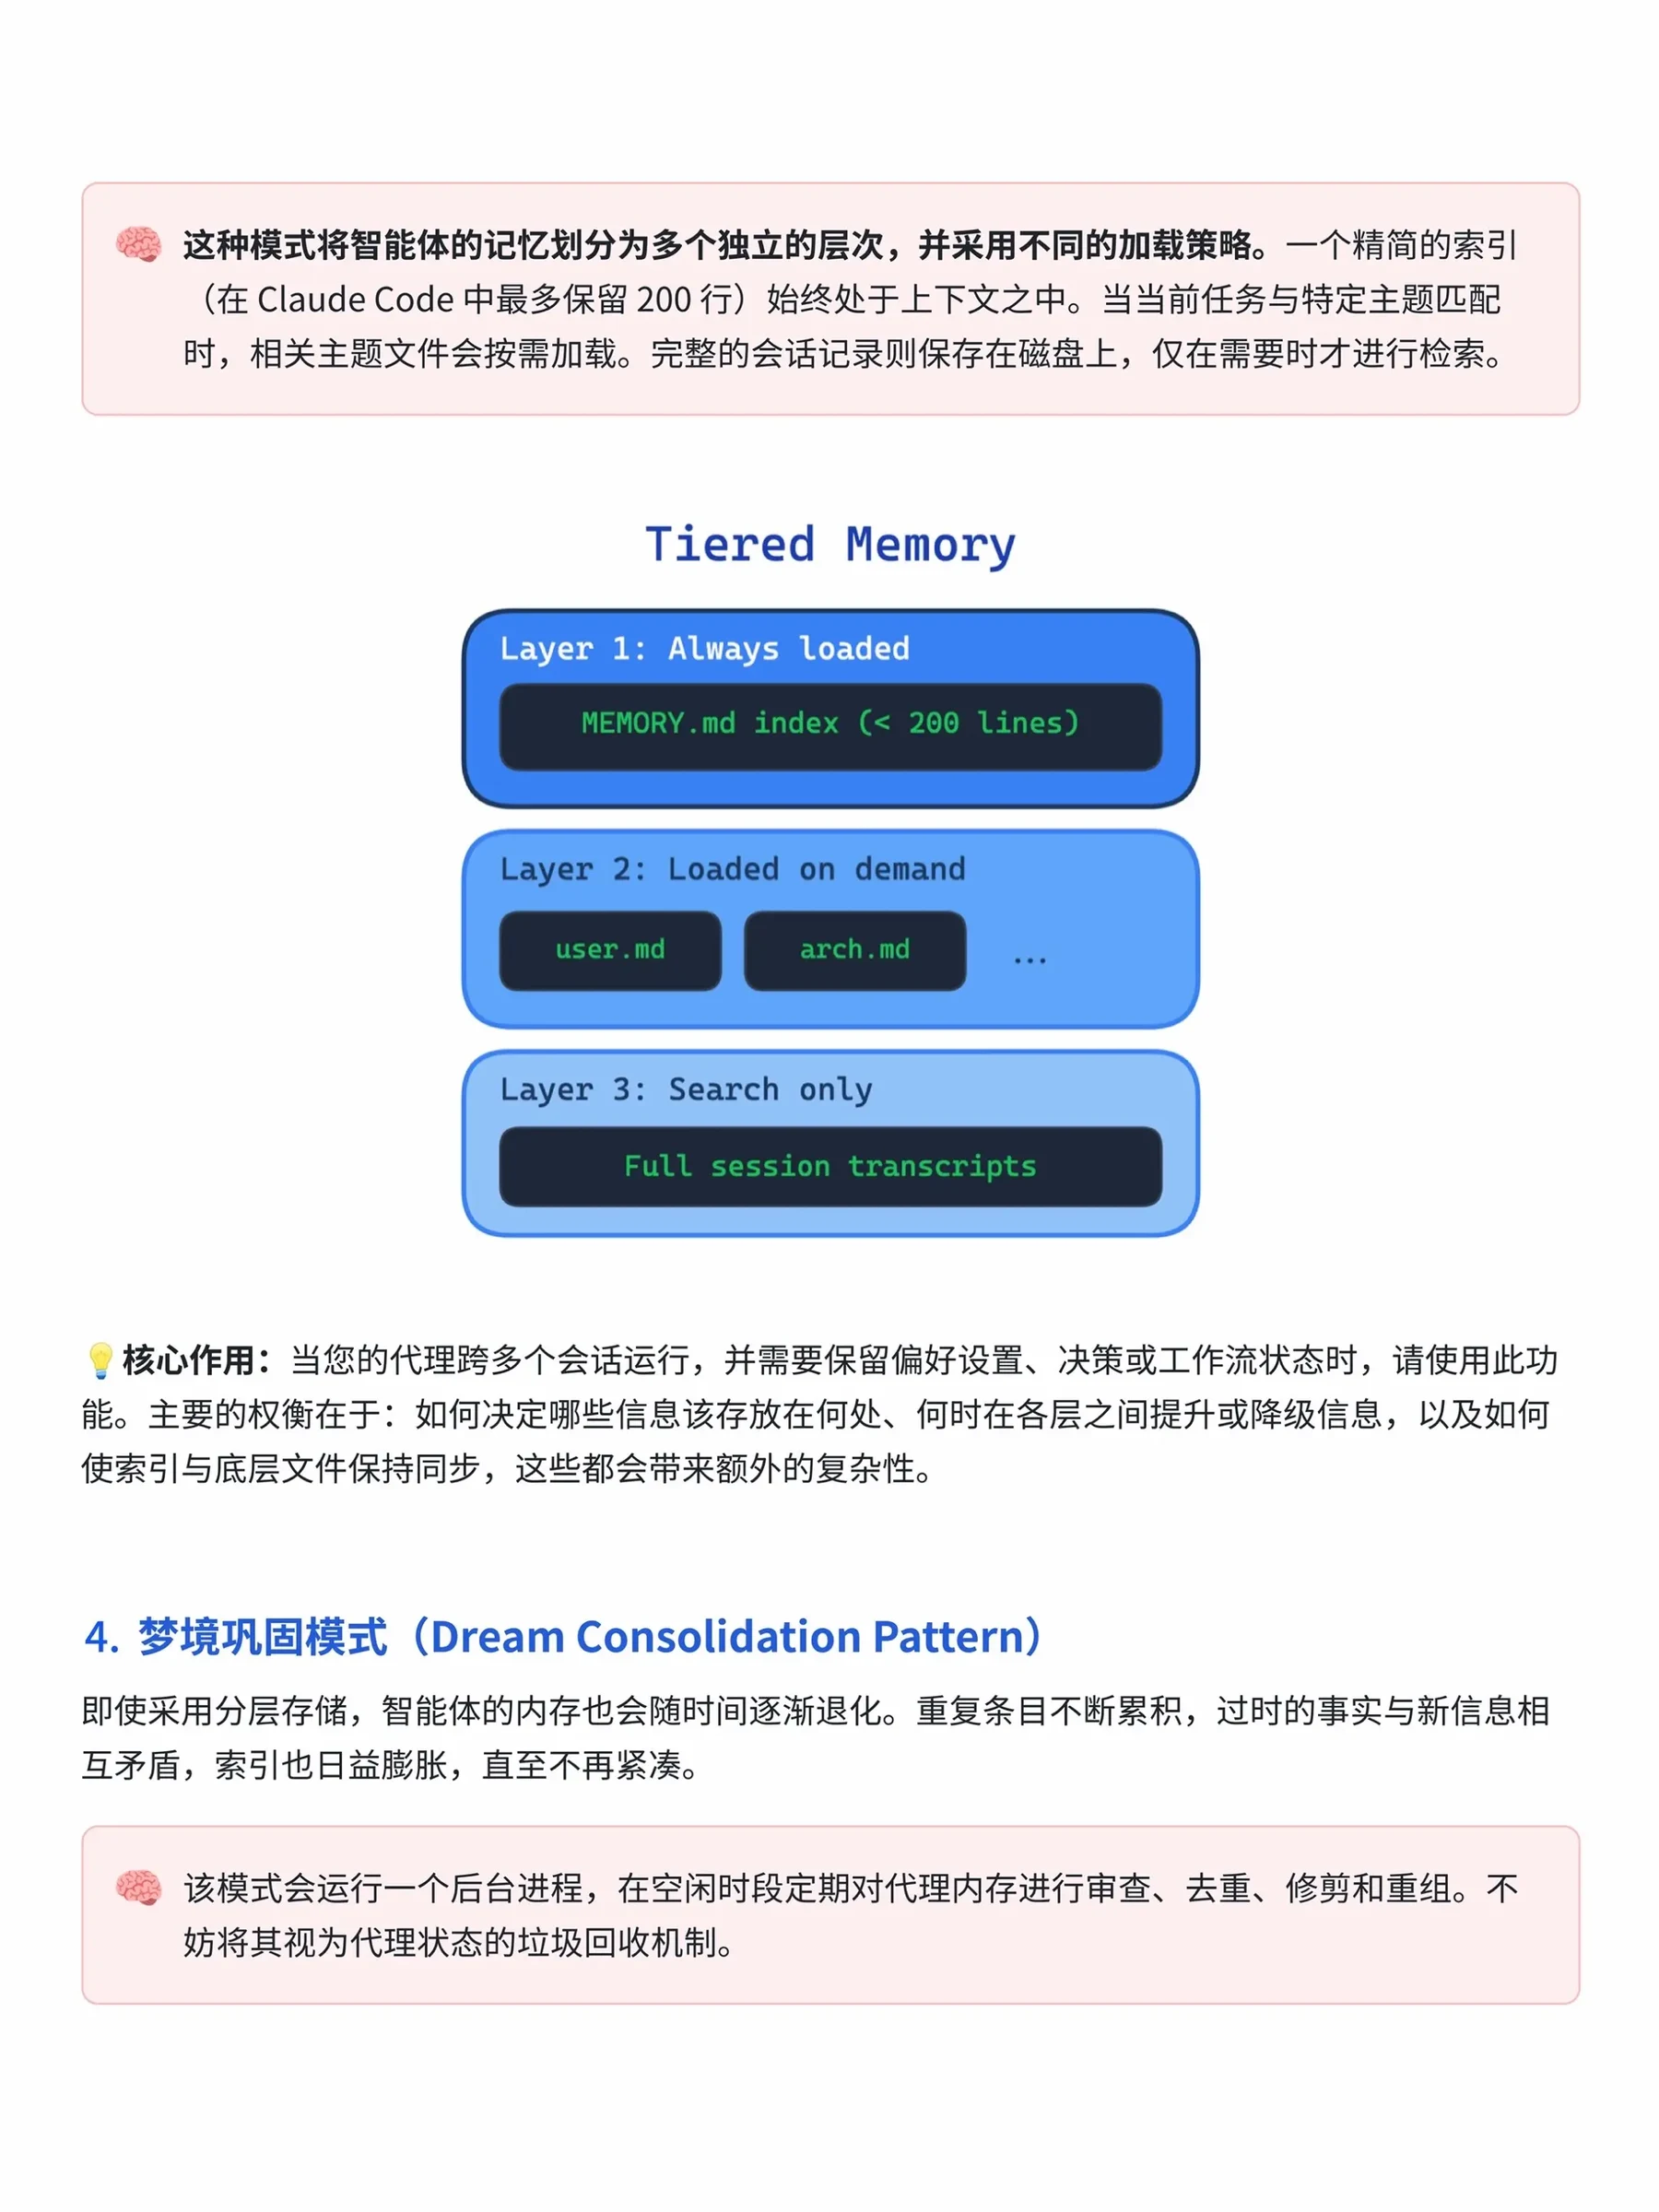 🧠 这种模式将智能体的记忆划分为多个独立的层次，并采用不同的加载策略。一个精简的索引
（在 Claude Code 中最多保留 200 行）始终处于上下文之中。当当前任务与特定主题匹配
时，相关主题文件会按需加载。完整的会话记录则保存在磁盘上，仅在需要时才进行检索。
Tiered Memory
Layer 1: Always loaded
MEMORY.md index (< 200 lines)
Layer 2: Loaded on demand
user.md arch.md ...
Layer 3: Search only
Full session transcripts
💡核心作用：当您的代理跨多个会话运行，并需要保留偏好设置、决策或工作流状态时，请使用此功
能。主要的权衡在于：如何决定哪些信息该存放在何处、何时在各层之间提升或降级信息，以及如何
使索引与底层文件保持同步，这些都会带来额外的复杂性。
4. 梦境巩固模式（Dream Consolidation Pattern）
即使采用分层存储，智能体的内存也会随时间逐渐退化。重复条目不断累积，过时的事实与新信息相
互矛盾，索引也日益膨胀，直至不再紧凑。
🧠 该模式会运行一个后台进程，在空闲时段定期对代理内存进行审查、去重、修剪和重组。不
妨将其视为代理状态的垃圾回收机制。